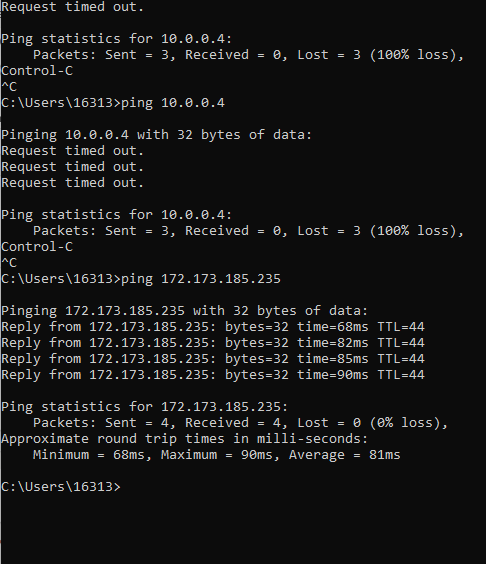 Request timed out.
Ping statistics for 10.0.0.4:
    Packets: Sent = 3, Received = 0, Lost = 3 (100% loss),
Control-C
^C
C:\Users\16313>ping 10.0.0.4
Pinging 10.0.0.4 with 32 bytes of data:
Request timed out.
Request timed out.
Request timed out.
Ping statistics for 10.0.0.4:
    Packets: Sent = 3, Received = 0, Lost = 3 (100% loss),
Control-C
^C
C:\Users\16313>ping 172.173.185.235
Pinging 172.173.185.235 with 32 bytes of data:
Reply from 172.173.185.235: bytes=32 time=68ms TTL=44
Reply from 172.173.185.235: bytes=32 time=82ms TTL=44
Reply from 172.173.185.235: bytes=32 time=85ms TTL=44
Reply from 172.173.185.235: bytes=32 time=90ms TTL=44
Ping statistics for 172.173.185.235:
    Packets: Sent = 4, Received = 4, Lost = 0 (0% loss),
Approximate round trip times in milli-seconds:
    Minimum = 68ms, Maximum = 90ms, Average = 81ms
C:\Users\16313>